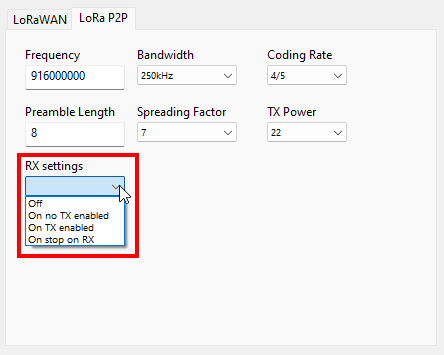 LoRaWAN LoRa P2P
Frequency Bandwidth Coding Rate
916000000 250kHz 4/5
Preamble Length Spreading Factor TX Power
8 7 22
RX settings
Off
On no TX enabled
On TX enabled
On stop on RX